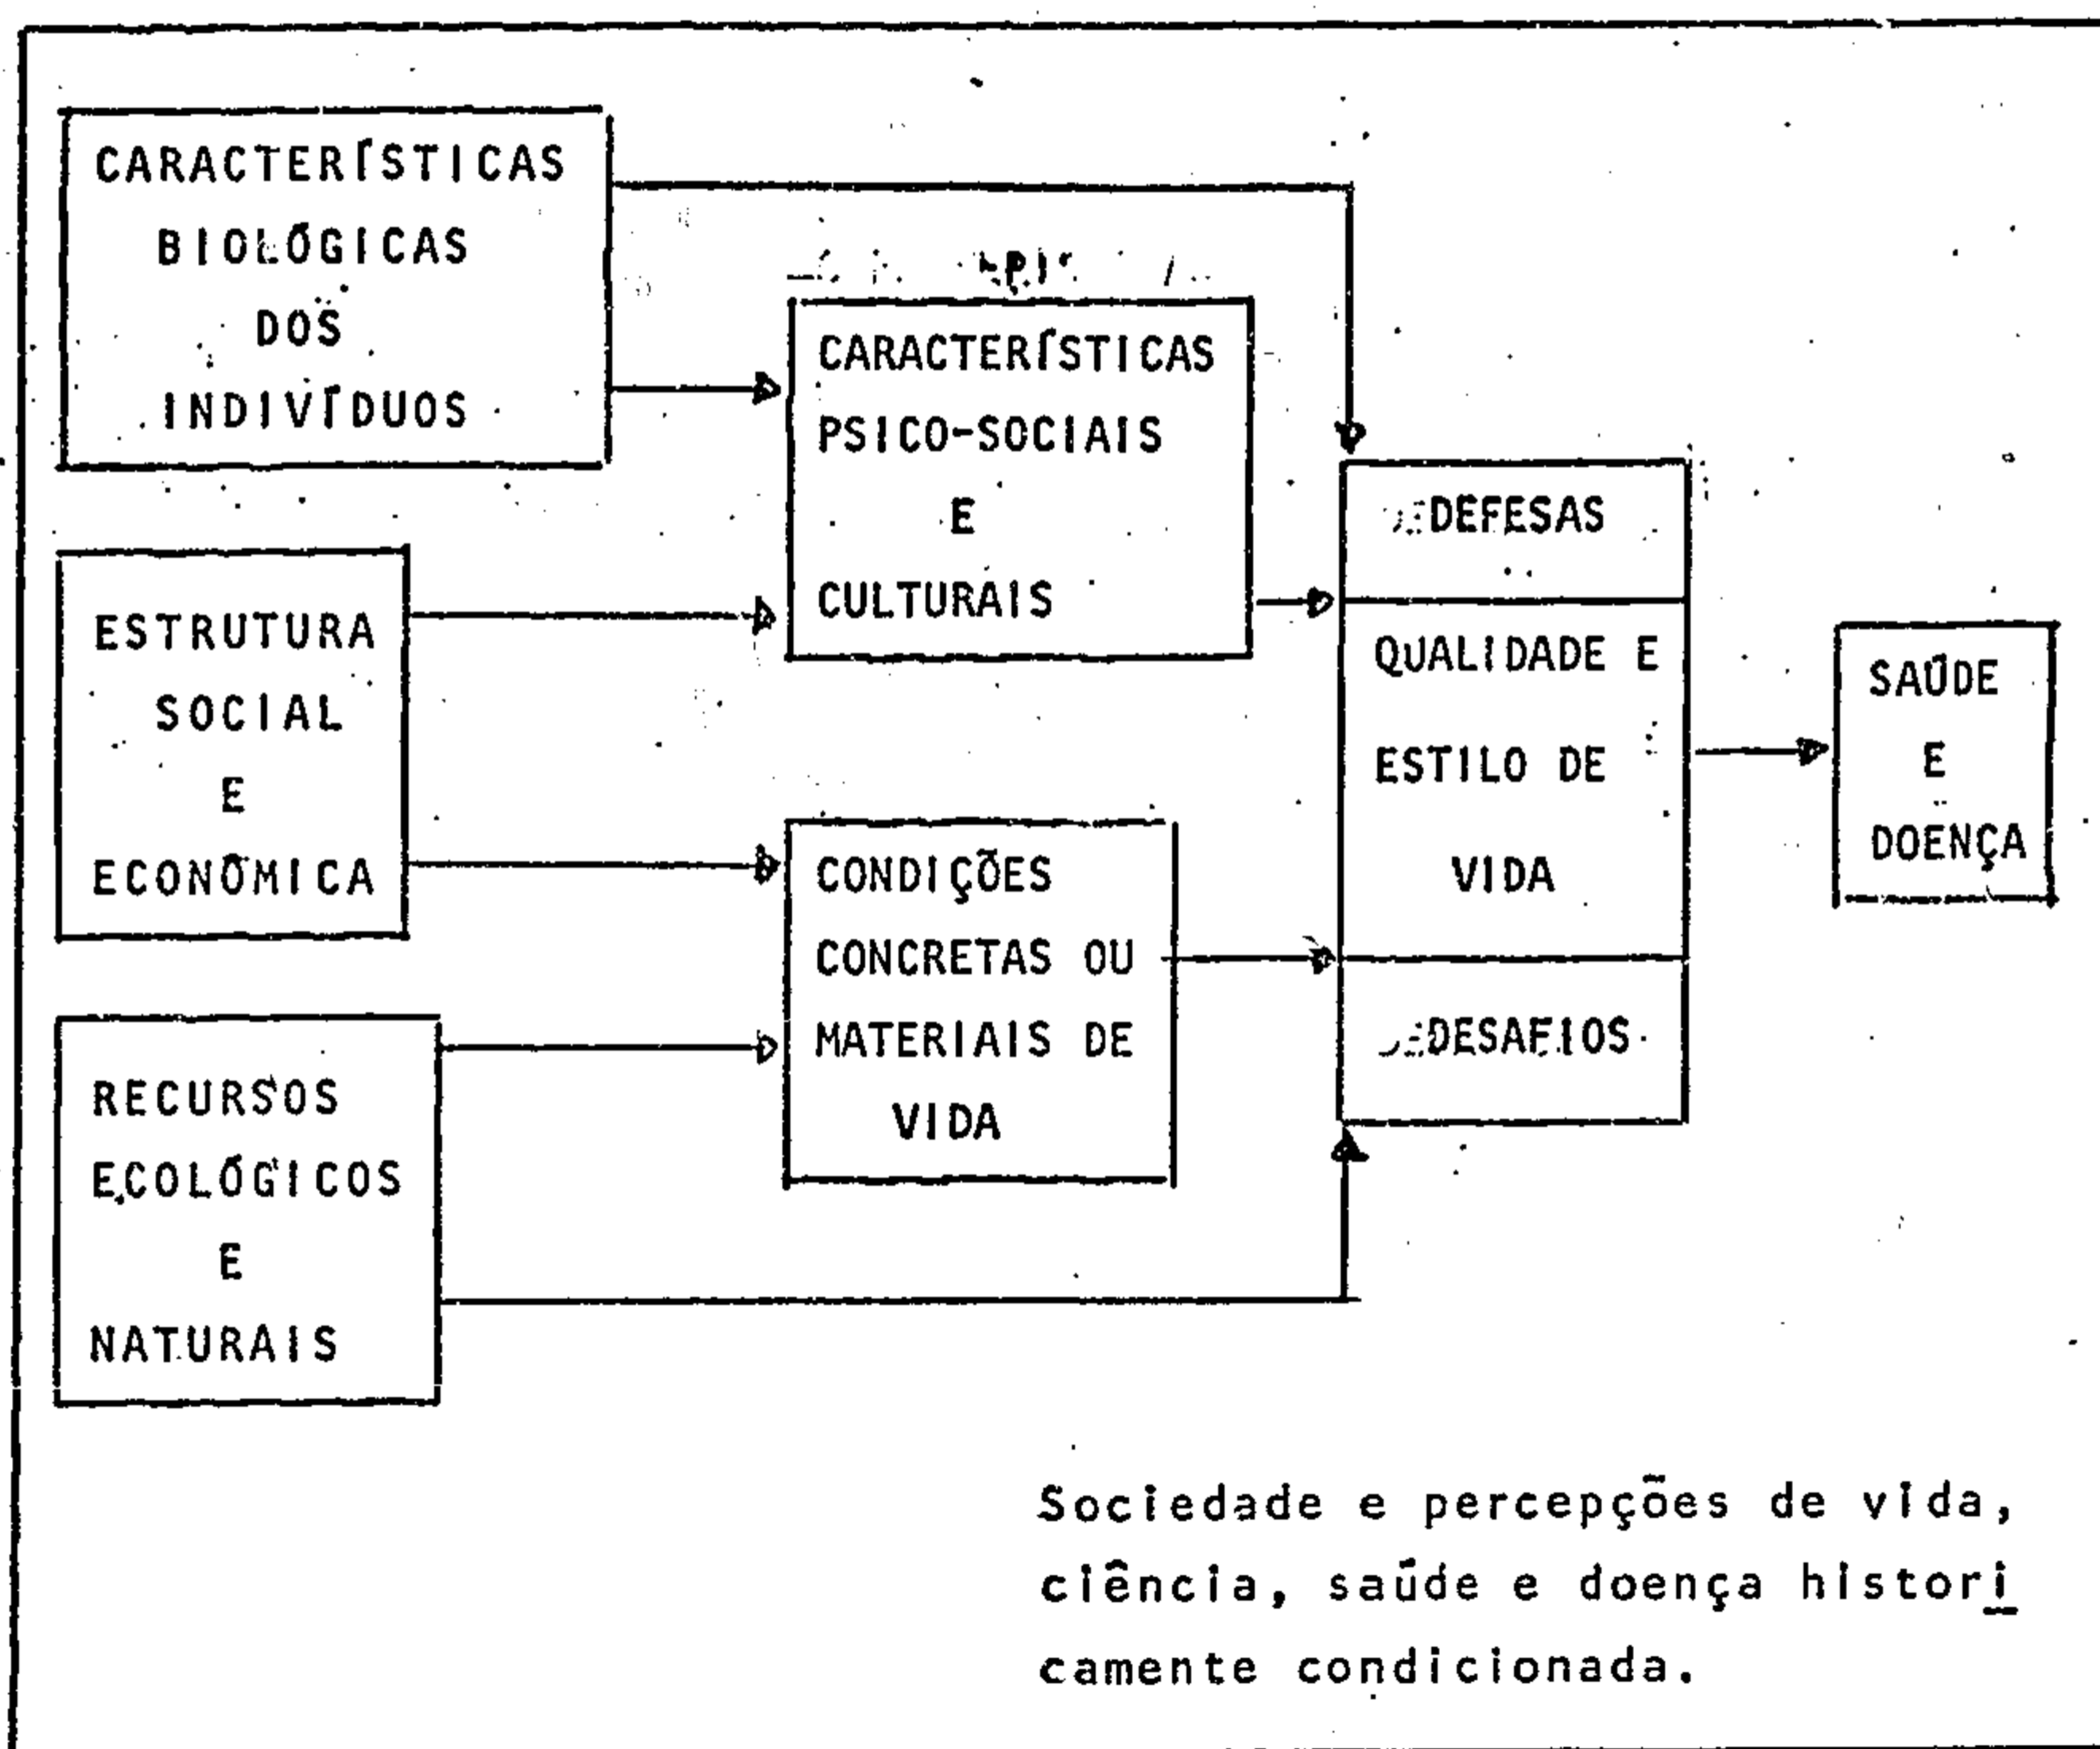 CARACTERÍSTICAS
BIOLÓGICAS
DOS
INDIVÍDUOS
CARACTERÍSTICAS
PSICO-SOCIAIS
E
CULTURAIS
ESTRUTURA
SOCIAL
E
ECONÔMICA
CONDIÇÕES
CONCRETAS OU
MATERIAIS DE
VIDA
RECURSOS
ECOLÓGICOS
E
NATURAIS
DEFESAS
QUALIDADE E
ESTILO DE
VIDA
DESAFIOS
SAÚDE
E
DOENÇA
Sociedade e percepções de vida,
ciência, saúde e doença histori
camente condicionada.